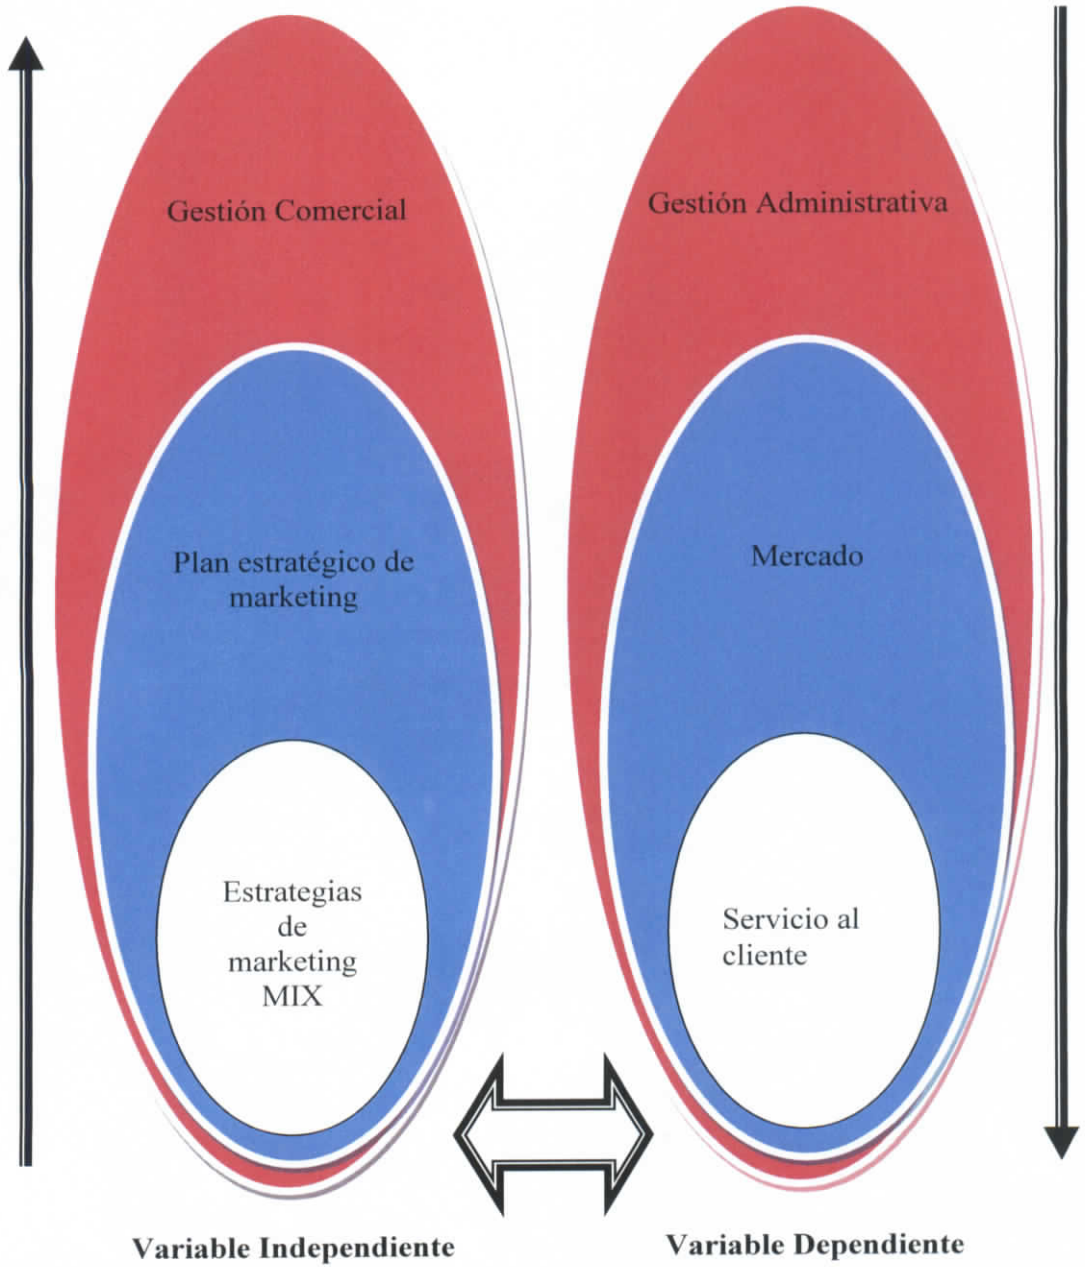 Gestión Comercial
Plan estratégico de
marketing
Estrategias
de
marketing
MIX
Variable Independiente
Gestión Administrativa
Mercado
Servicio al
cliente
Variable Dependiente